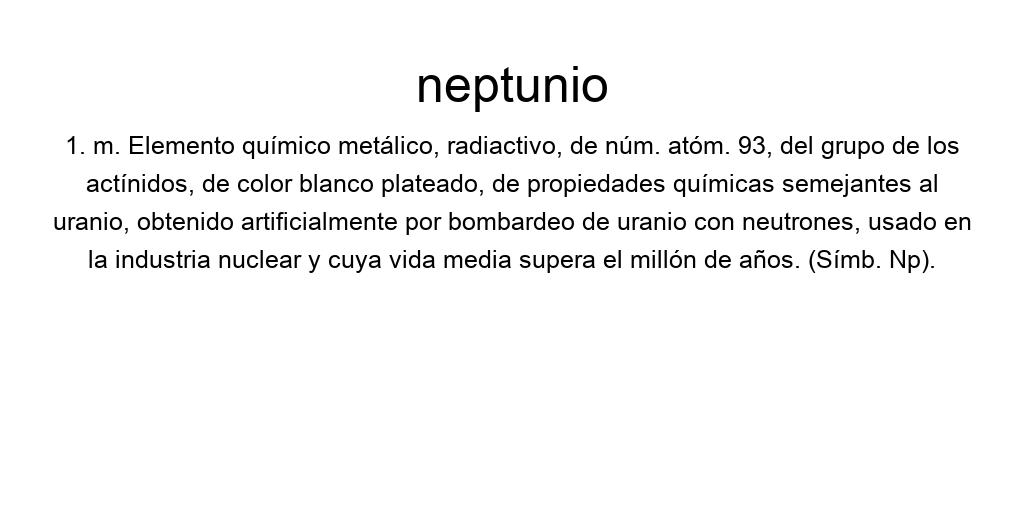 neptunio
1. m. Elemento químico metálico, radiactivo, de núm. atóm. 93, del grupo de los
actínidos, de color blanco plateado, de propiedades químicas semejantes al
uranio, obtenido artificialmente por bombardeo de uranio con neutrones, usado en
la industria nuclear y cuya vida media supera el millón de años. (Símb. Np).